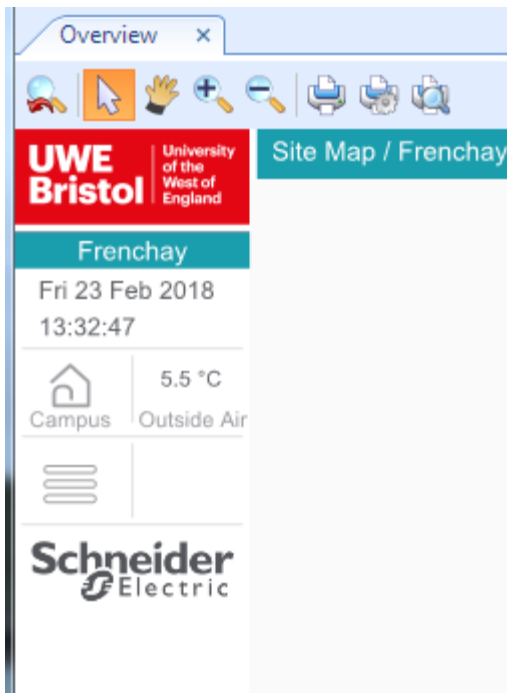 Overview
UWE
Bristol
University
of the
West of
England
Site Map / Frenchay
Frenchay
Fri 23 Feb 2018
13:32:47
5.5 °C
Campus
Outside Air
Schneider
Electric